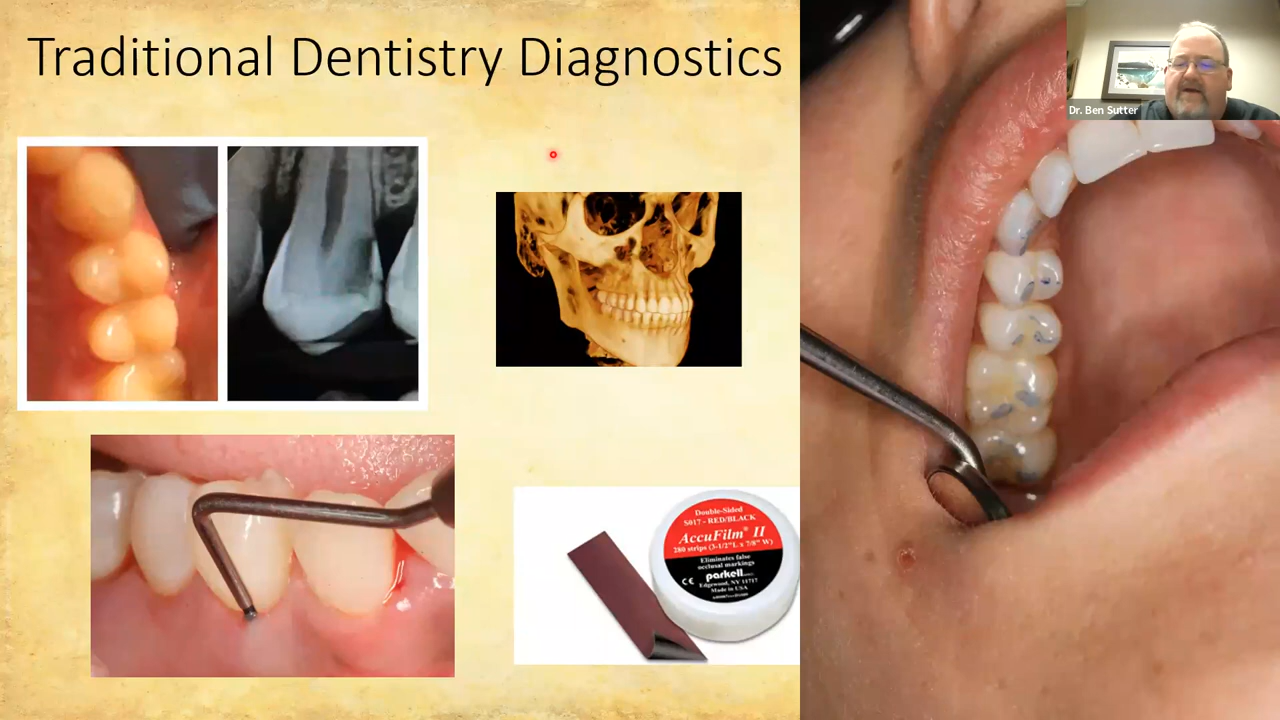 Traditional Dentistry Diagnostics
Dr. Ben Sutter
Double-Sided
S017 - RED/BLACK
AccuFilm® II
280 strips (3-1/2"L x 7/8" W)
Eliminates false
occlusal markings
parkell
Edgewood, NY 11717
Made in USA